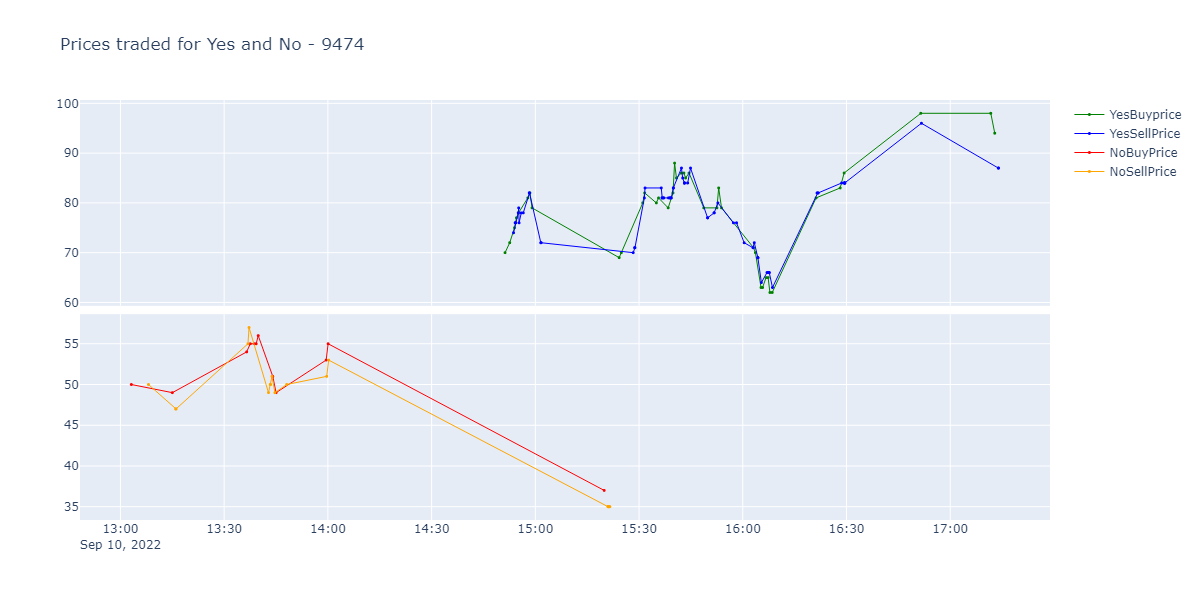 Prices traded for Yes and No - 9474
100
90
80
70
60
YesBuyprice
YesSellPrice
NoBuyPrice
NoSellPrice
55
50
45
40
35
13:00 13:30 14:00 14:30 15:00 15:30 16:00 16:30 17:00
Sep 10, 2022